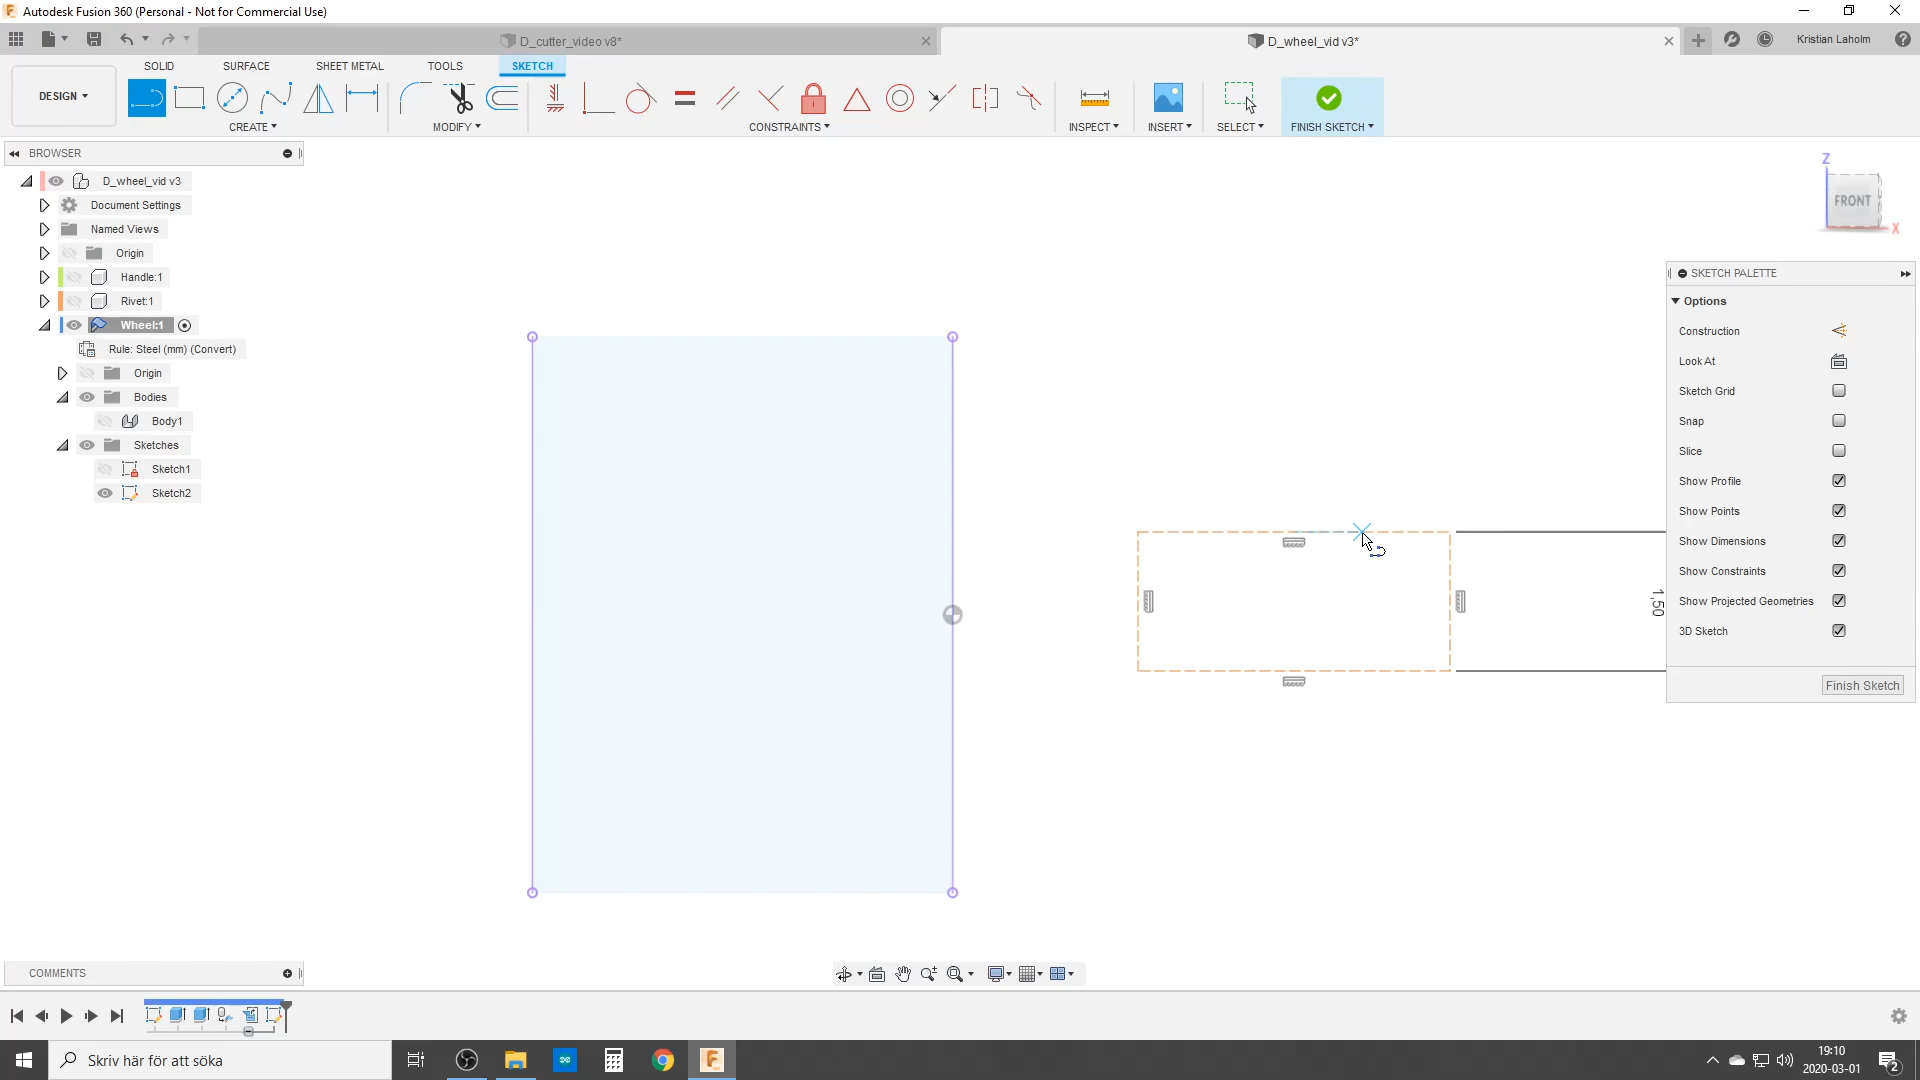 Autodesk Fusion 360 (Personal - Not for Commercial Use)
D_cutter_video v8*
D_wheel_vid v3*
Kristian Laholm
DESIGN
SOLID
SURFACE
SHEET METAL
TOOLS
SKETCH
CREATE
MODIFY
CONSTRAINTS
INSPECT
INSERT
SELECT
FINISH SKETCH
BROWSER
D_wheel_vid v3
Document Settings
Named Views
Origin
Handle:1
Rivet:1
Wheel:1
Rule: Steel (mm) (Convert)
Origin
Bodies
Body1
Sketches
Sketch1
Sketch2
Z
FRONT
X
SKETCH PALETTE
Options
Construction
Look At
Sketch Grid
Snap
Slice
Show Profile
Show Points
Show Dimensions
Show Constraints
Show Projected Geometries
3D Sketch
Finish Sketch
1,50
COMMENTS
Skriv här för att söka
19:10
2020-03-01
2